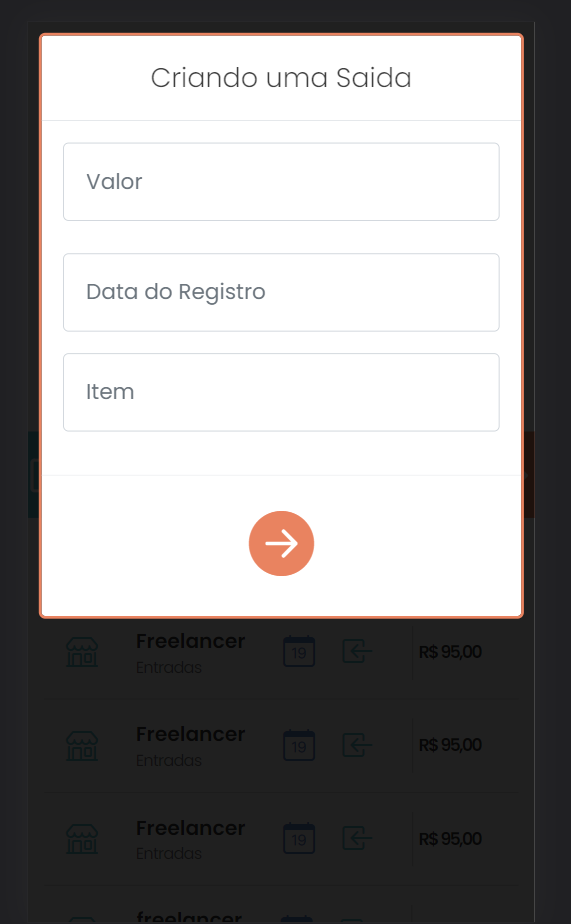 Criando uma Saida
Valor
Data do Registro
Item
Freelancer
Entradas
19
R$ 95,00
Freelancer
Entradas
19
R$ 95,00
Freelancer
Entradas
19
R$ 95,00
freelancer